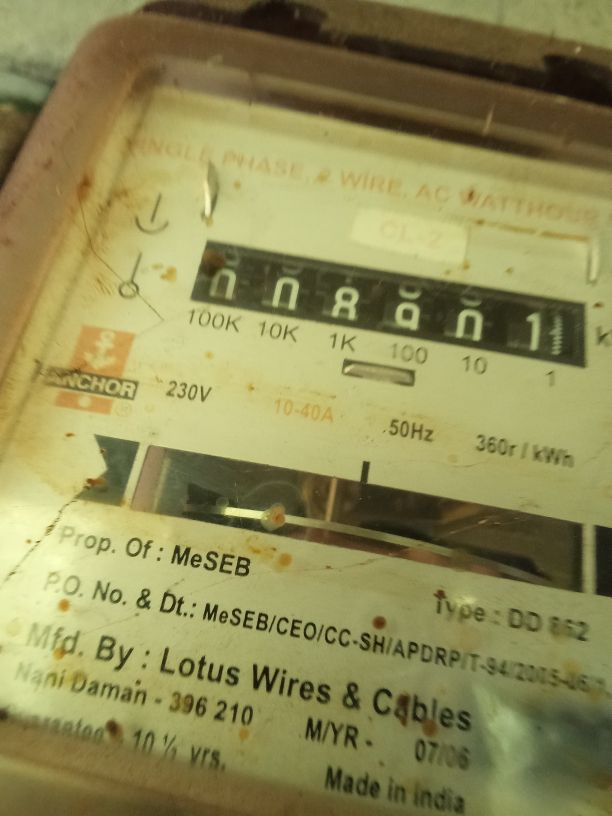 SINGLE PHASE, 2 WIRE, AC WATTHOUR
CL-2
008901
100K 10K 1K 100 10 1
ANCHOR ®
230V 10-40A 50Hz 360r / kWh
Prop. Of : MeSEB
Type : DD 862
P.O. No. & Dt.: MeSEB/CEO/CC-SH/APDRP/T-94/2005-06/
Mfd. By : Lotus Wires & Cables
Nani Daman - 396 210 M/YR - 07/06
Guarantee - 10 ½ yrs.
Made in India